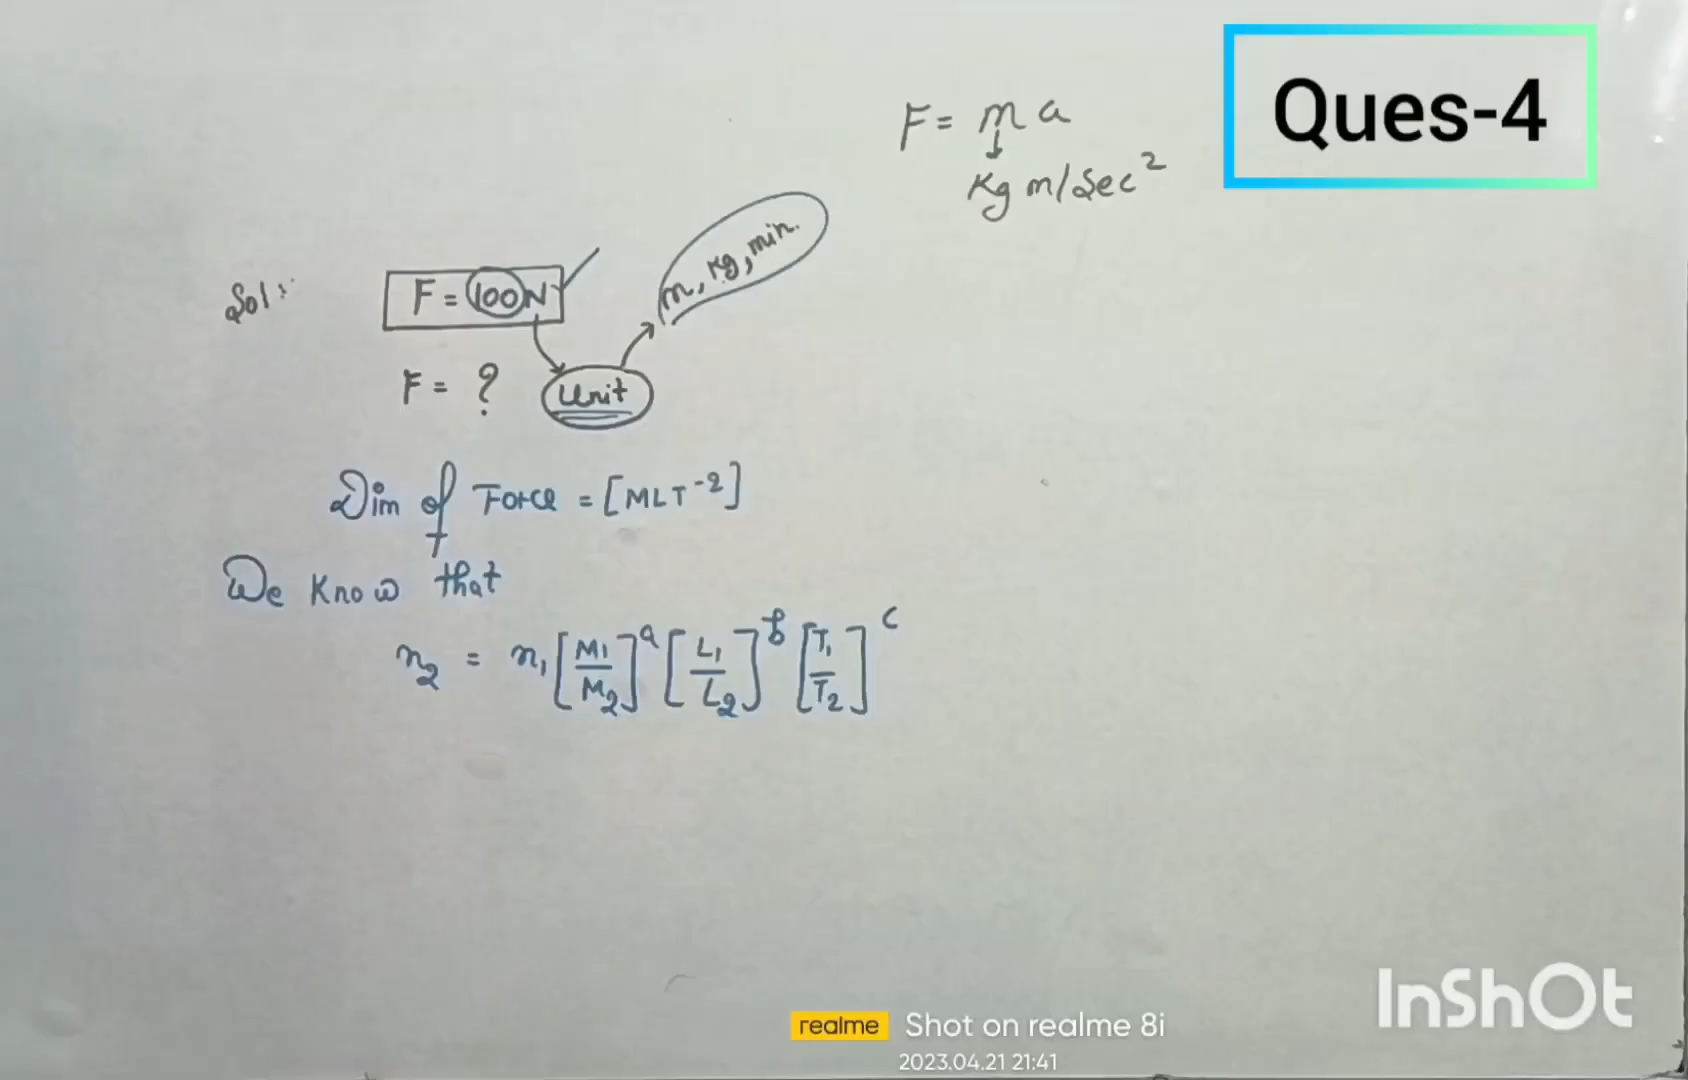 Ques-4
F = m a
Kg m/Sec²
Sol:
F = 100N
m, kg, min.
F = ?
Unit
Dim of Force = [MLT⁻²]
We Know that
n₂ = n₁ [M₁/M₂]ᵃ [L₁/L₂]ᵇ [T₁/T₂]ᶜ
InShOt
realme Shot on realme 8i
2023.04.21 21:41